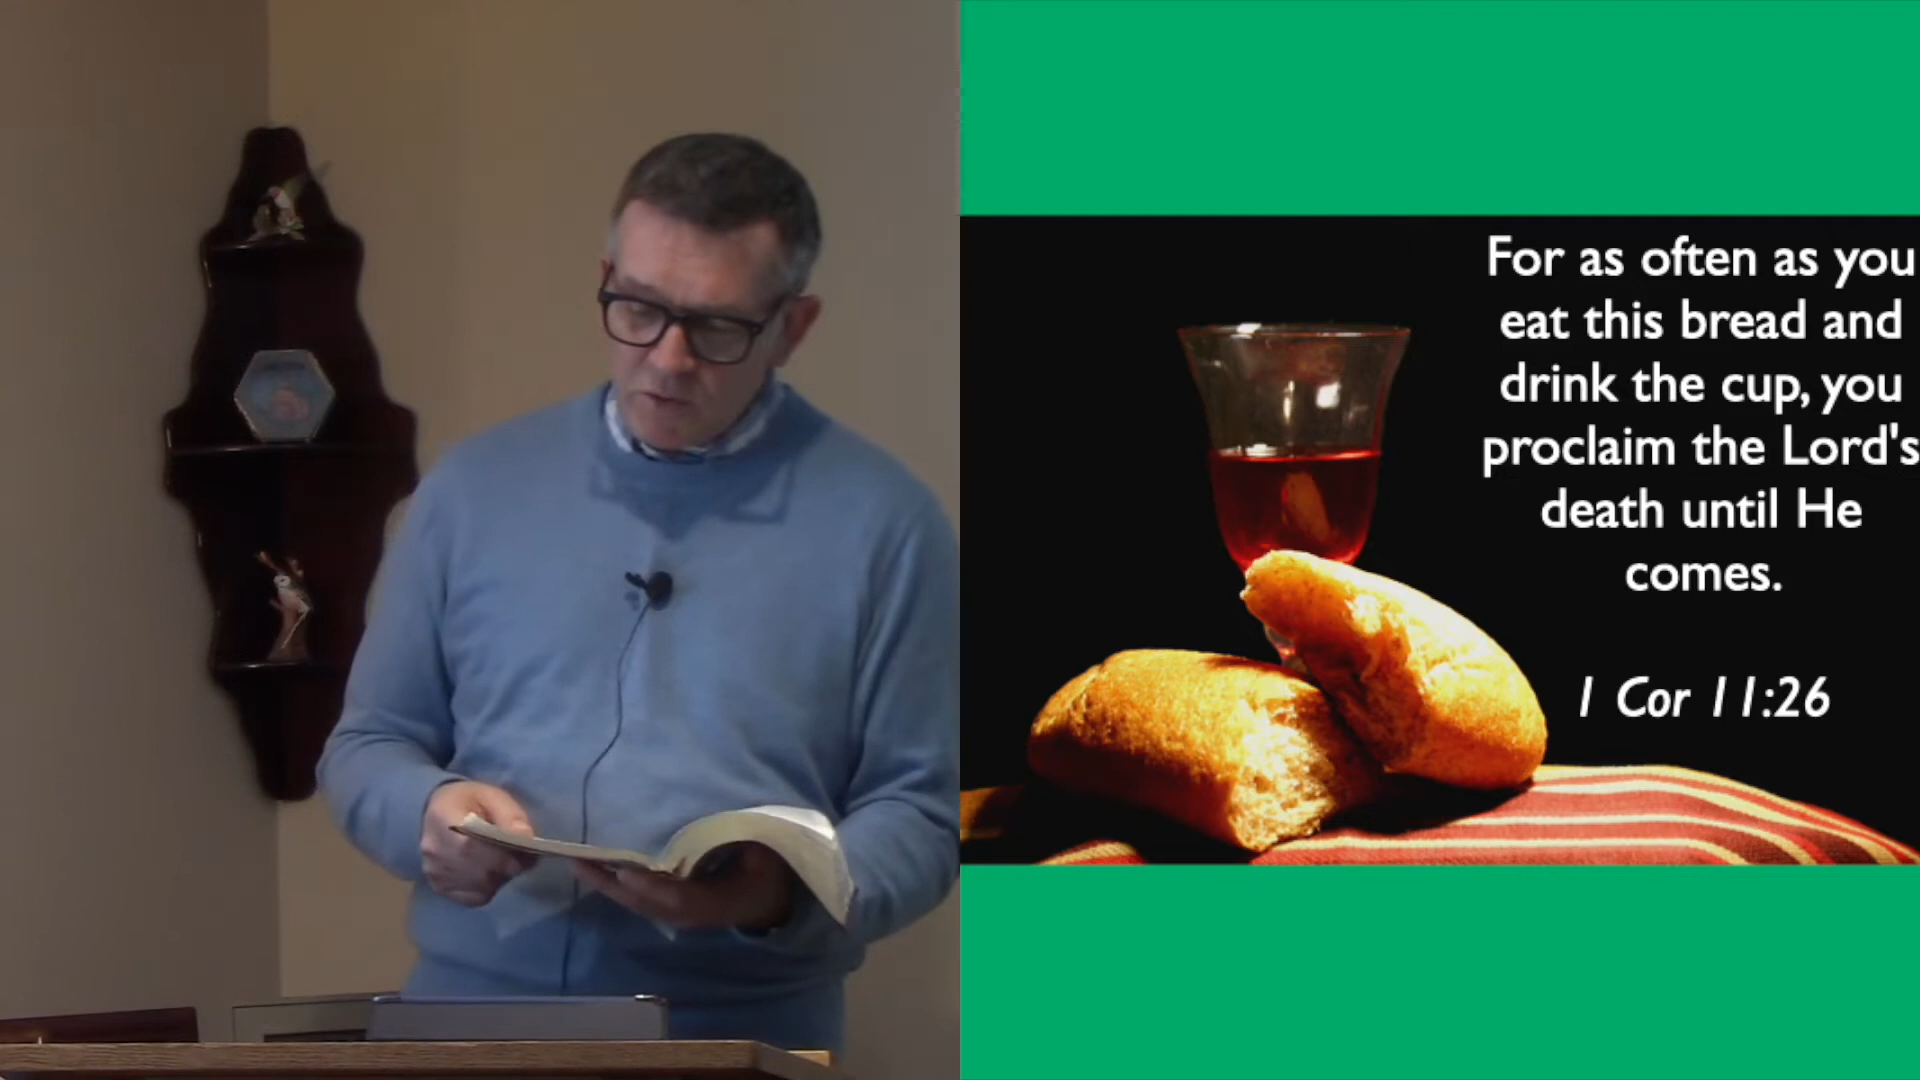 For as often as you
eat this bread and
drink the cup, you
proclaim the Lord's
death until He
comes.
1 Cor 11:26